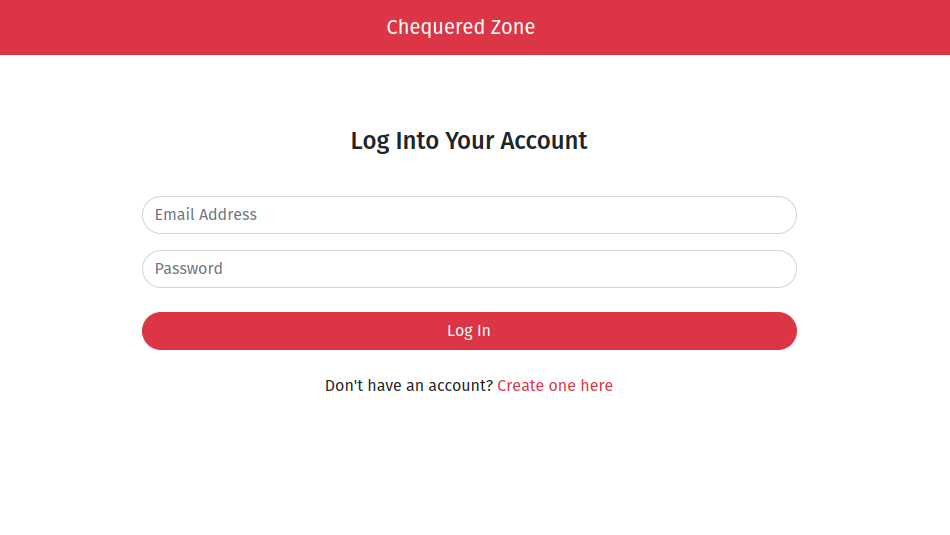 Chequered Zone
Log Into Your Account
Email Address
Password
Log In
Don't have an account? Create one here